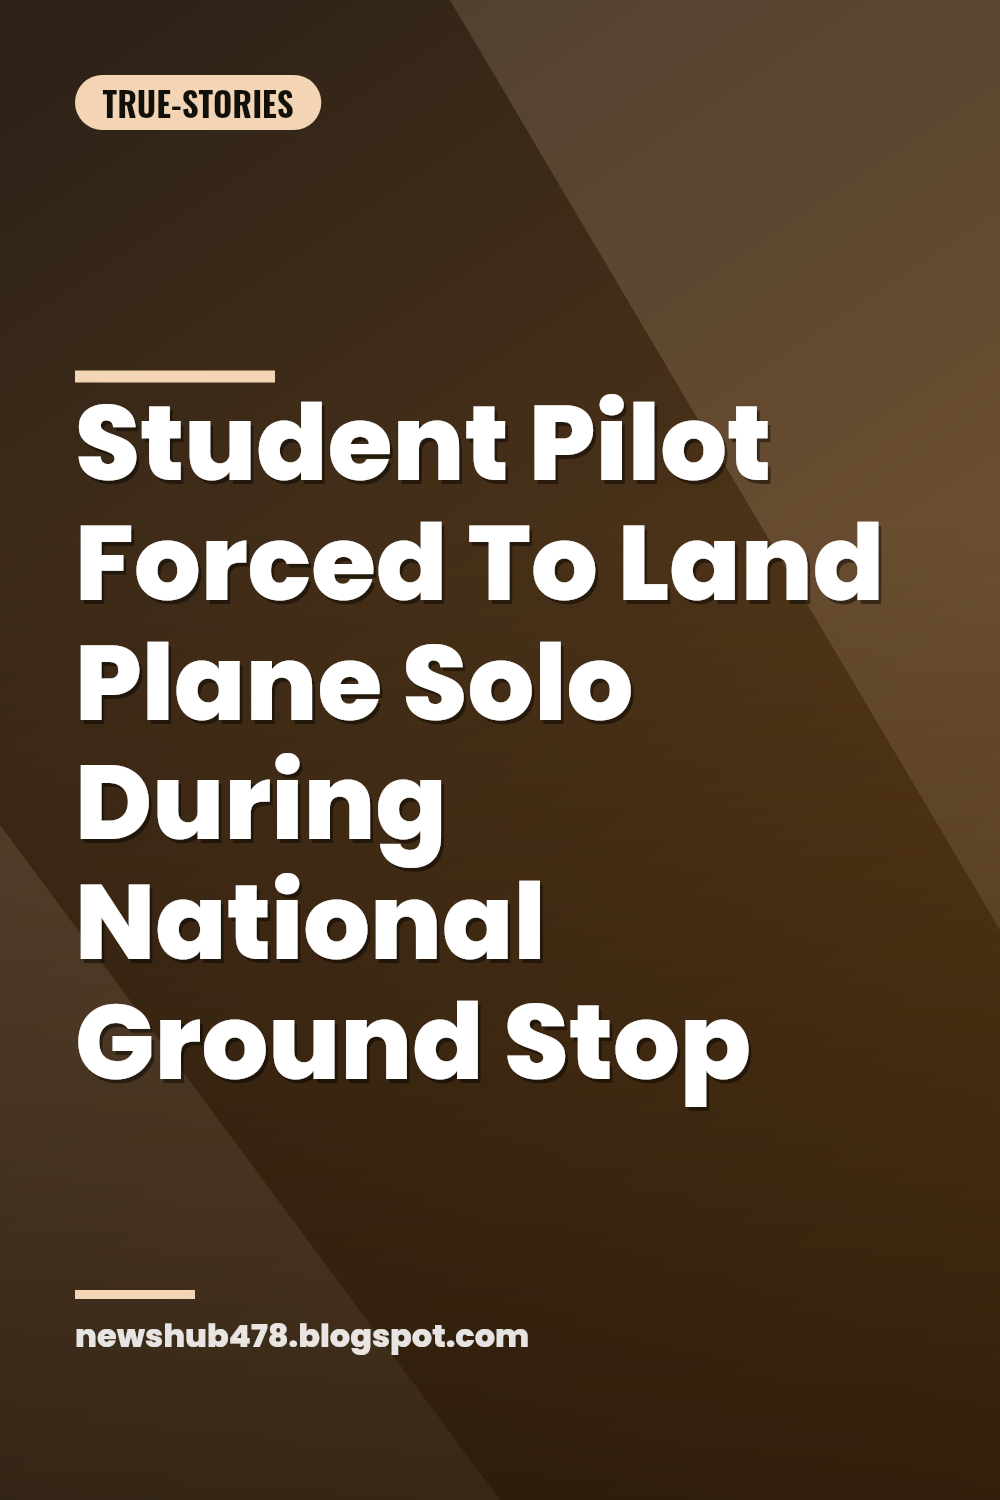 TRUE-STORIES
Student Pilot
Forced To Land
Plane Solo
During
National
Ground Stop
newshub478.blogspot.com